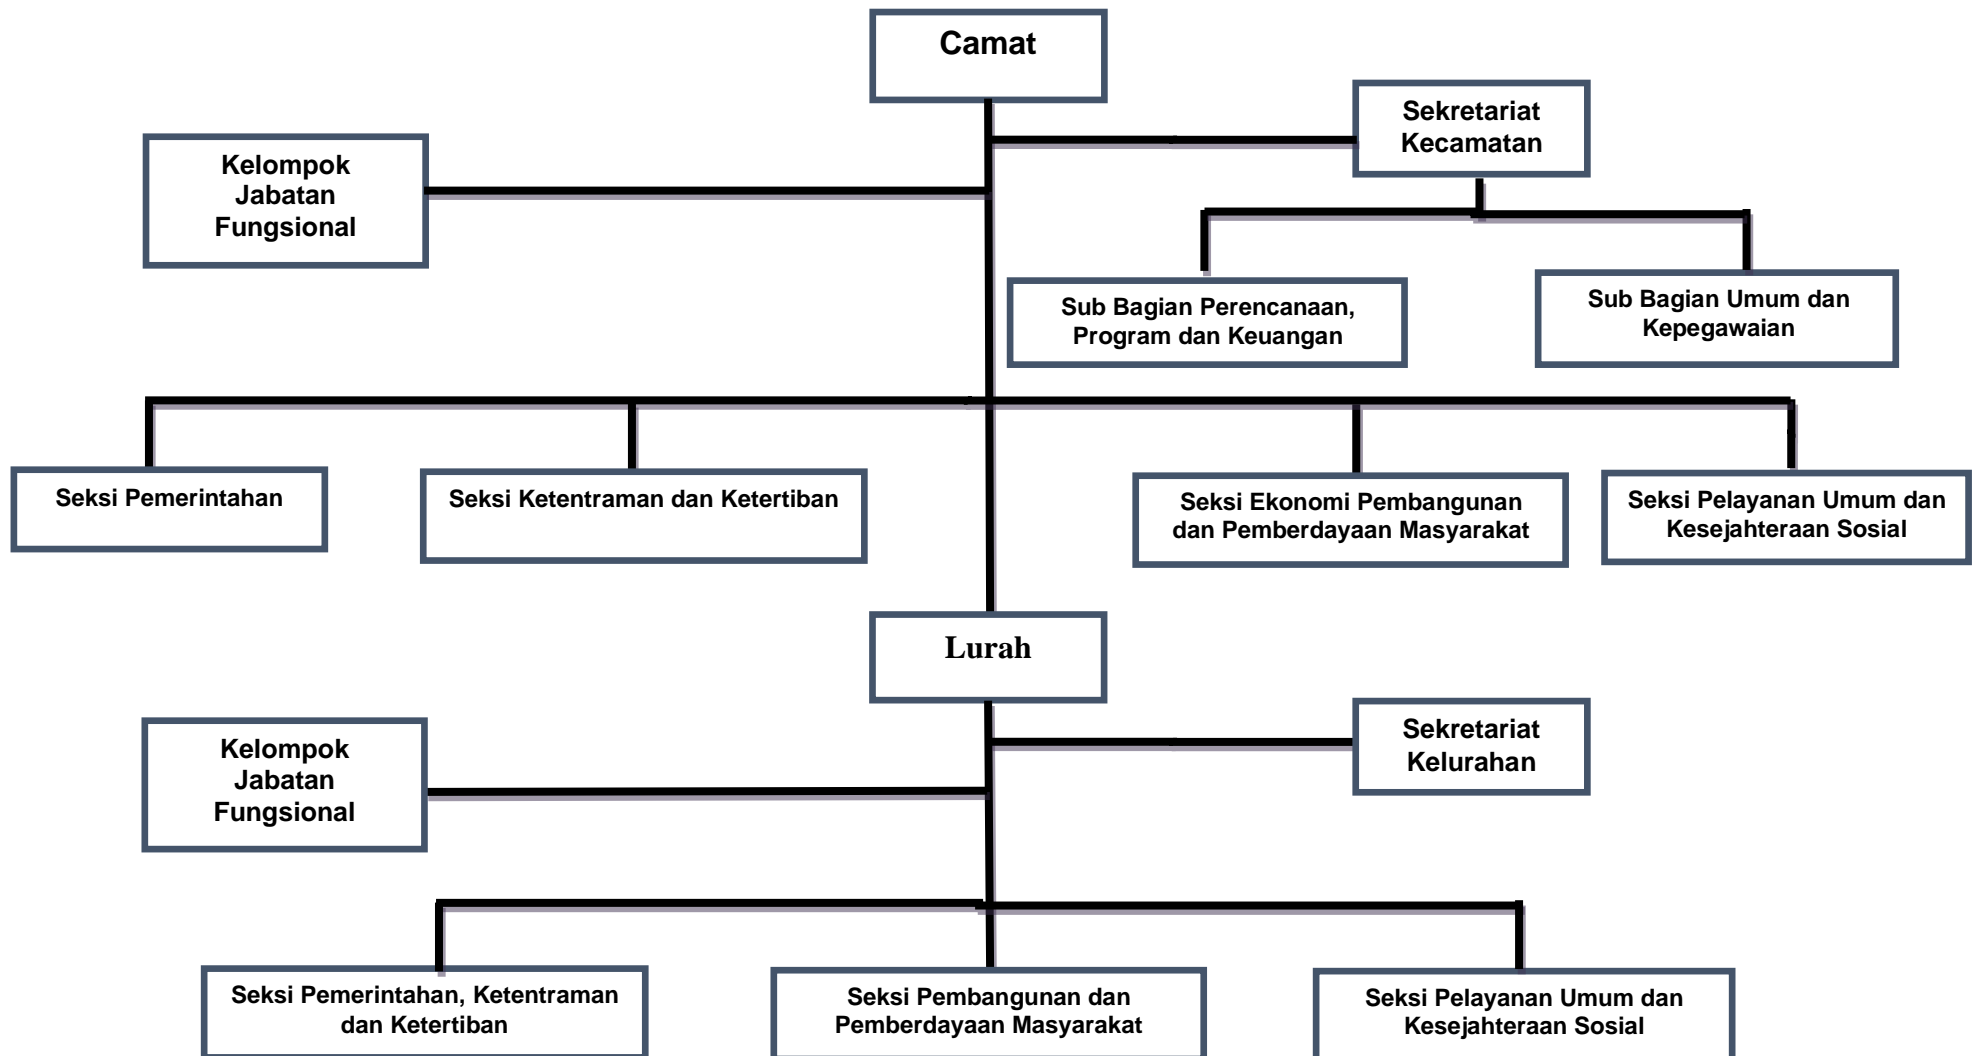 Camat
Sekretariat
Kecamatan
Kelompok
Jabatan
Fungsional
Sub Bagian Perencanaan,
Program dan Keuangan
Sub Bagian Umum dan
Kepegawaian
Seksi Pemerintahan
Seksi Ketentraman dan Ketertiban
Seksi Ekonomi Pembangunan
dan Pemberdayaan Masyarakat
Seksi Pelayanan Umum dan
Kesejahteraan Sosial
Lurah
Sekretariat
Kelurahan
Kelompok
Jabatan
Fungsional
Seksi Pemerintahan, Ketentraman
dan Ketertiban
Seksi Pembangunan dan
Pemberdayaan Masyarakat
Seksi Pelayanan Umum dan
Kesejahteraan Sosial